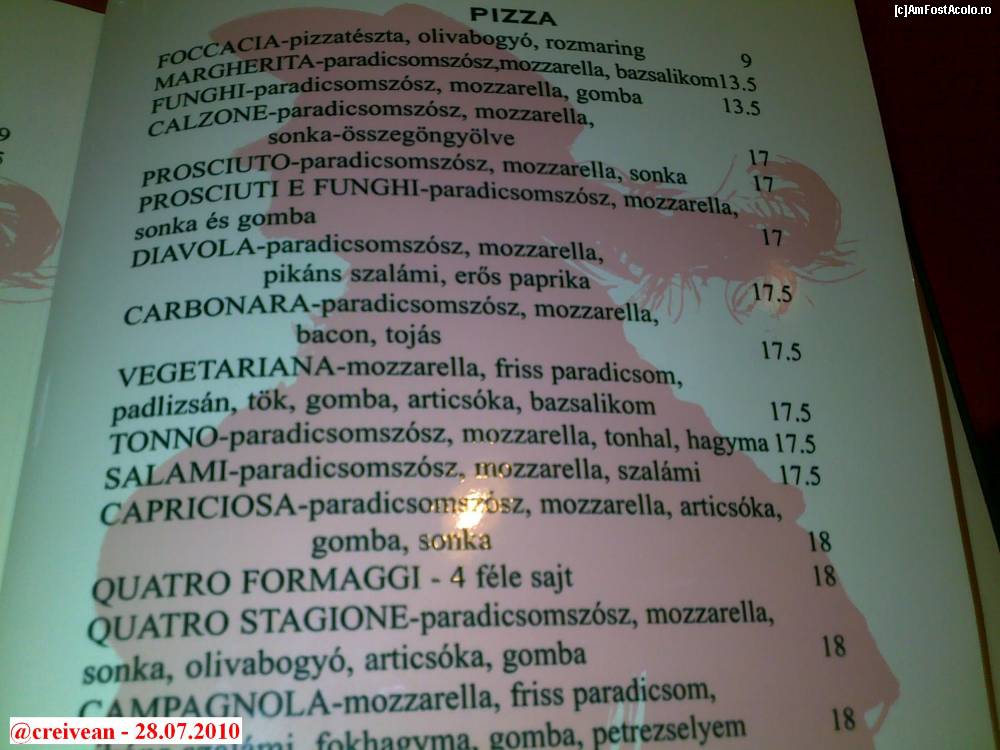 [c]AmFostAcolo.ro
PIZZA
FOCCACIA-pizzatészta, olivabogyó, rozmaring 9
MARGHERITA-paradicsomszósz,mozzarella, bazsalikom 13.5
FUNGHI-paradicsomszósz, mozzarella, gomba 13.5
CALZONE-paradicsomszósz, mozzarella,
sonka-összegöngyölve 17
PROSCIUTO-paradicsomszósz, mozzarella, sonka 17
PROSCIUTI E FUNGHI-paradicsomszósz, mozzarella,
sonka és gomba 17
DIAVOLA-paradicsomszósz, mozzarella,
pikáns szalámi, erős paprika 17.5
CARBONARA-paradicsomszósz, mozzarella,
bacon, tojás 17.5
VEGETARIANA-mozzarella, friss paradicsom,
padlizsán, tök, gomba, articsóka, bazsalikom 17.5
TONNO-paradicsomszósz, mozzarella, tonhal, hagyma 17.5
SALAMI-paradicsomszósz, mozzarella, szalámi 17.5
CAPRICIOSA-paradicsomszósz, mozzarella, articsóka,
gomba, sonka 18
QUATRO FORMAGGI - 4 féle sajt 18
QUATRO STAGIONE-paradicsomszósz, mozzarella,
sonka, olivabogyó, articsóka, gomba 18
CAMPAGNOLA-mozzarella, friss paradicsom,
szalámi, fokhagyma, gomba, petrezselyem 18
@creivean - 28.07.2010